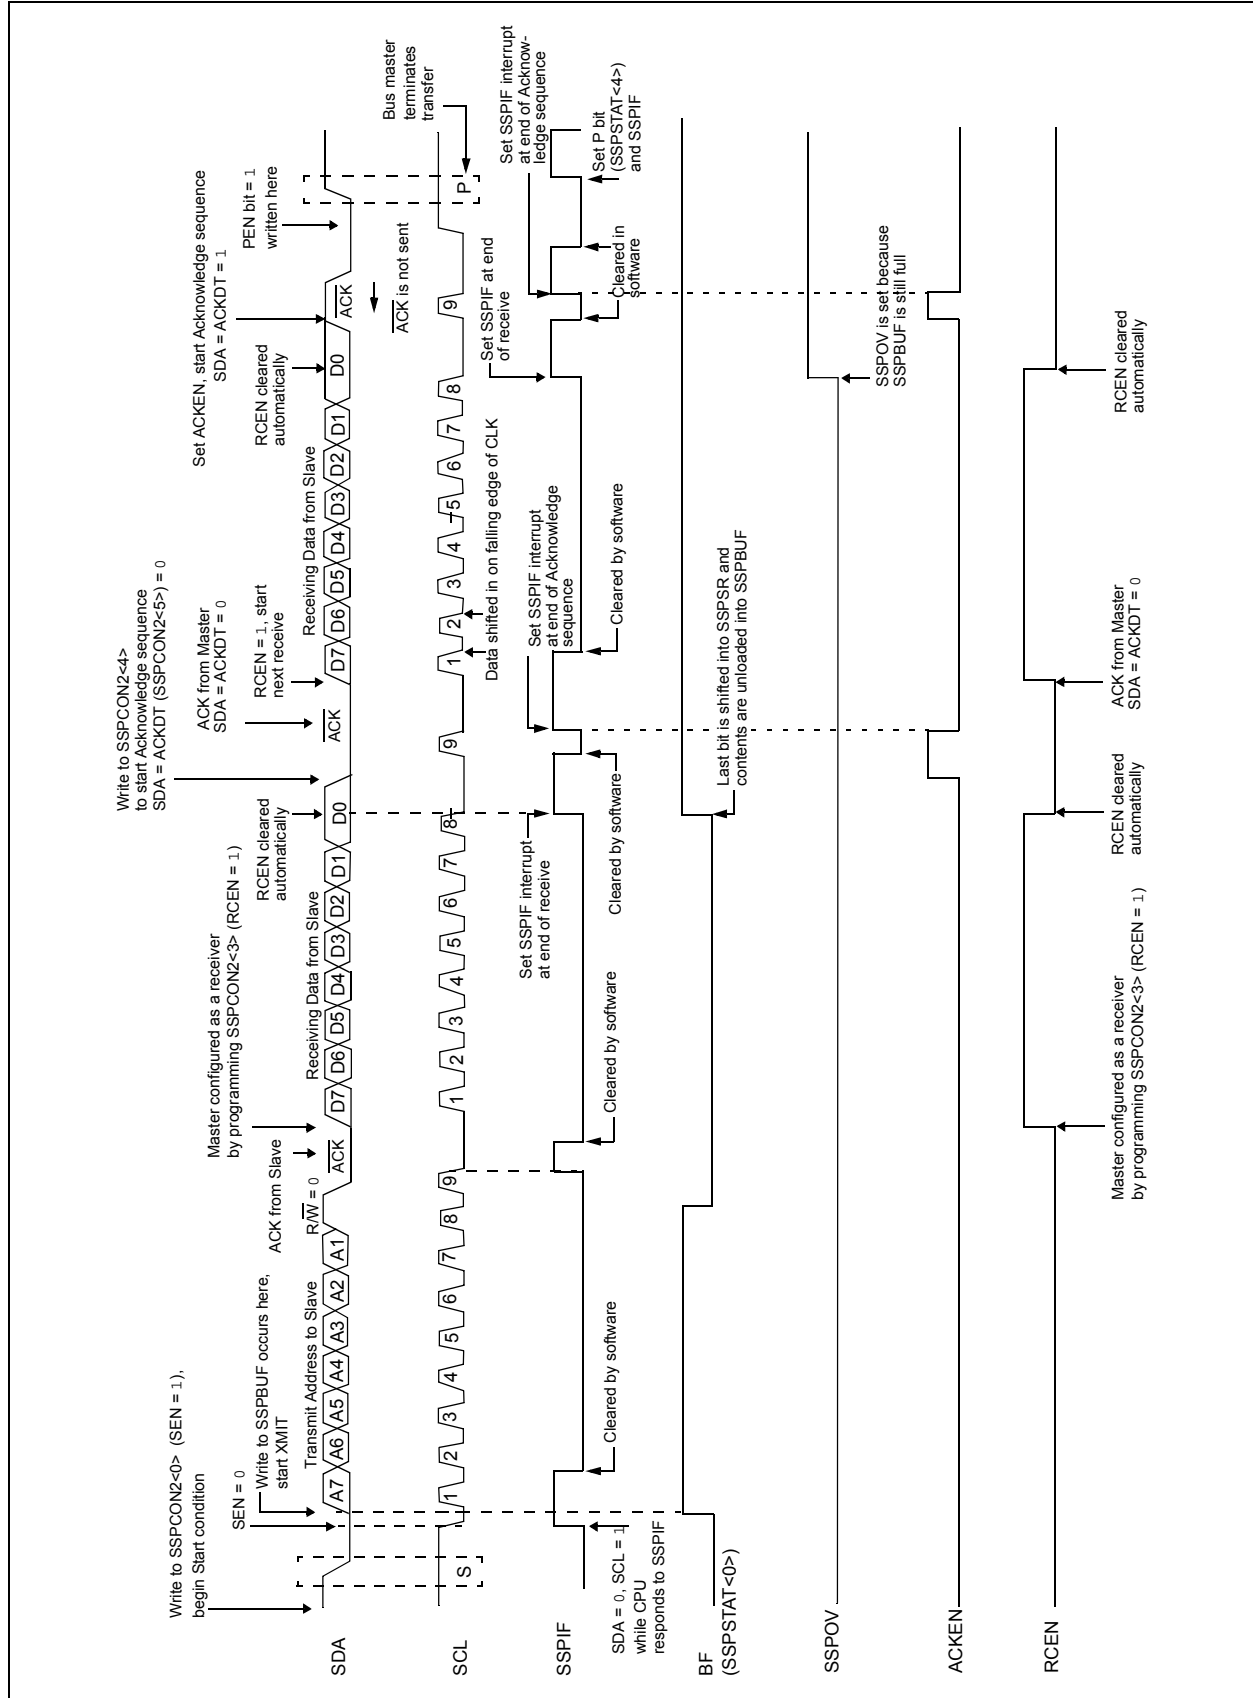 Write to SSPCON2<0> (SEN = 1),
begin Start condition
SEN = 0
Write to SSPBUF occurs here,
start XMIT
ACK from Slave
Master configured as a receiver
by programming SSPCON2<3> (RCEN = 1)
RCEN cleared
automatically
Write to SSPCON2<4>
to start Acknowledge sequence
SDA = ACKDT (SSPCON2<5>) = 0
ACK from Master
SDA = ACKDT = 0
RCEN = 1, start
next receive
RCEN cleared
automatically
Set ACKEN, start Acknowledge sequence
SDA = ACKDT = 1
PEN bit = 1
written here
Transmit Address to Slave
R/W = 0
Receiving Data from Slave
Receiving Data from Slave
SDA
A7 A6 A5 A4 A3 A2 A1 ACK D7 D6 D5 D4 D3 D2 D1 D0 ACK D7 D6 D5 D4 D3 D2 D1 D0 ACK
ACK is not sent
Bus master
terminates
transfer
SCL
S 1 2 3 4 5 6 7 8 9 1 2 3 4 5 6 7 8 9 1 2 3 4 5 6 7 8 9 P
Data shifted in on falling edge of CLK
Set SSPIF interrupt
at end of receive
Set SSPIF interrupt
at end of Acknowledge
sequence
Set SSPIF at end
of receive
Set SSPIF interrupt
at end of Acknow-
ledge sequence
SSPIF
SDA = 0, SCL = 1
while CPU
responds to SSPIF
Cleared by software
Cleared by software
Cleared by software
Cleared by software
Cleared in
software
Set P bit
(SSPSTAT<4>)
and SSPIF
BF
(SSPSTAT<0>)
Last bit is shifted into SSPSR and
contents are unloaded into SSPBUF
SSPOV
SSPOV is set because
SSPBUF is still full
ACKEN
RCEN
Master configured as a receiver
by programming SSPCON2<3> (RCEN = 1)
RCEN cleared
automatically
ACK from Master
SDA = ACKDT = 0
RCEN cleared
automatically